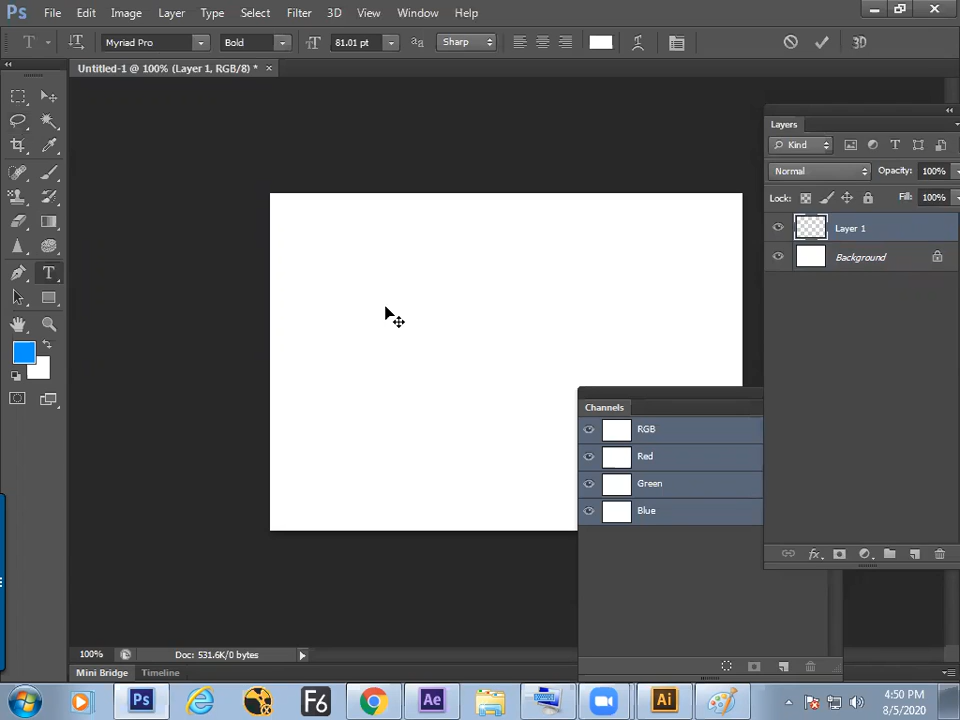 Ps File Edit Image Layer Type Select Filter 3D View Window Help
T Myriad Pro Bold 81.01 pt aa Sharp 3D
Untitled-1 @ 100% (Layer 1, RGB/8) * ×
Layers
Kind
Normal Opacity: 100%
Lock: Fill: 100%
Layer 1
Background
Channels
RGB
Red
Green
Blue
100% Doc: 531.6K/0 bytes
Mini Bridge Timeline
Ps F6 Ae Ai
4:50 PM
8/5/2020